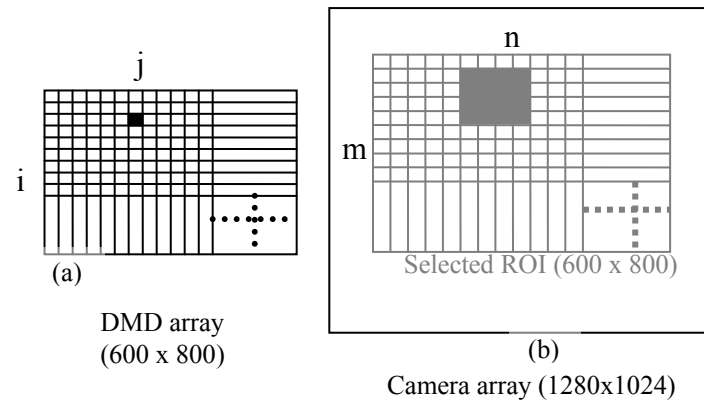 j
i
(a)
DMD array
(600 x 800)
n
m
Selected ROI (600 x 800)
(b)
Camera array (1280x1024)